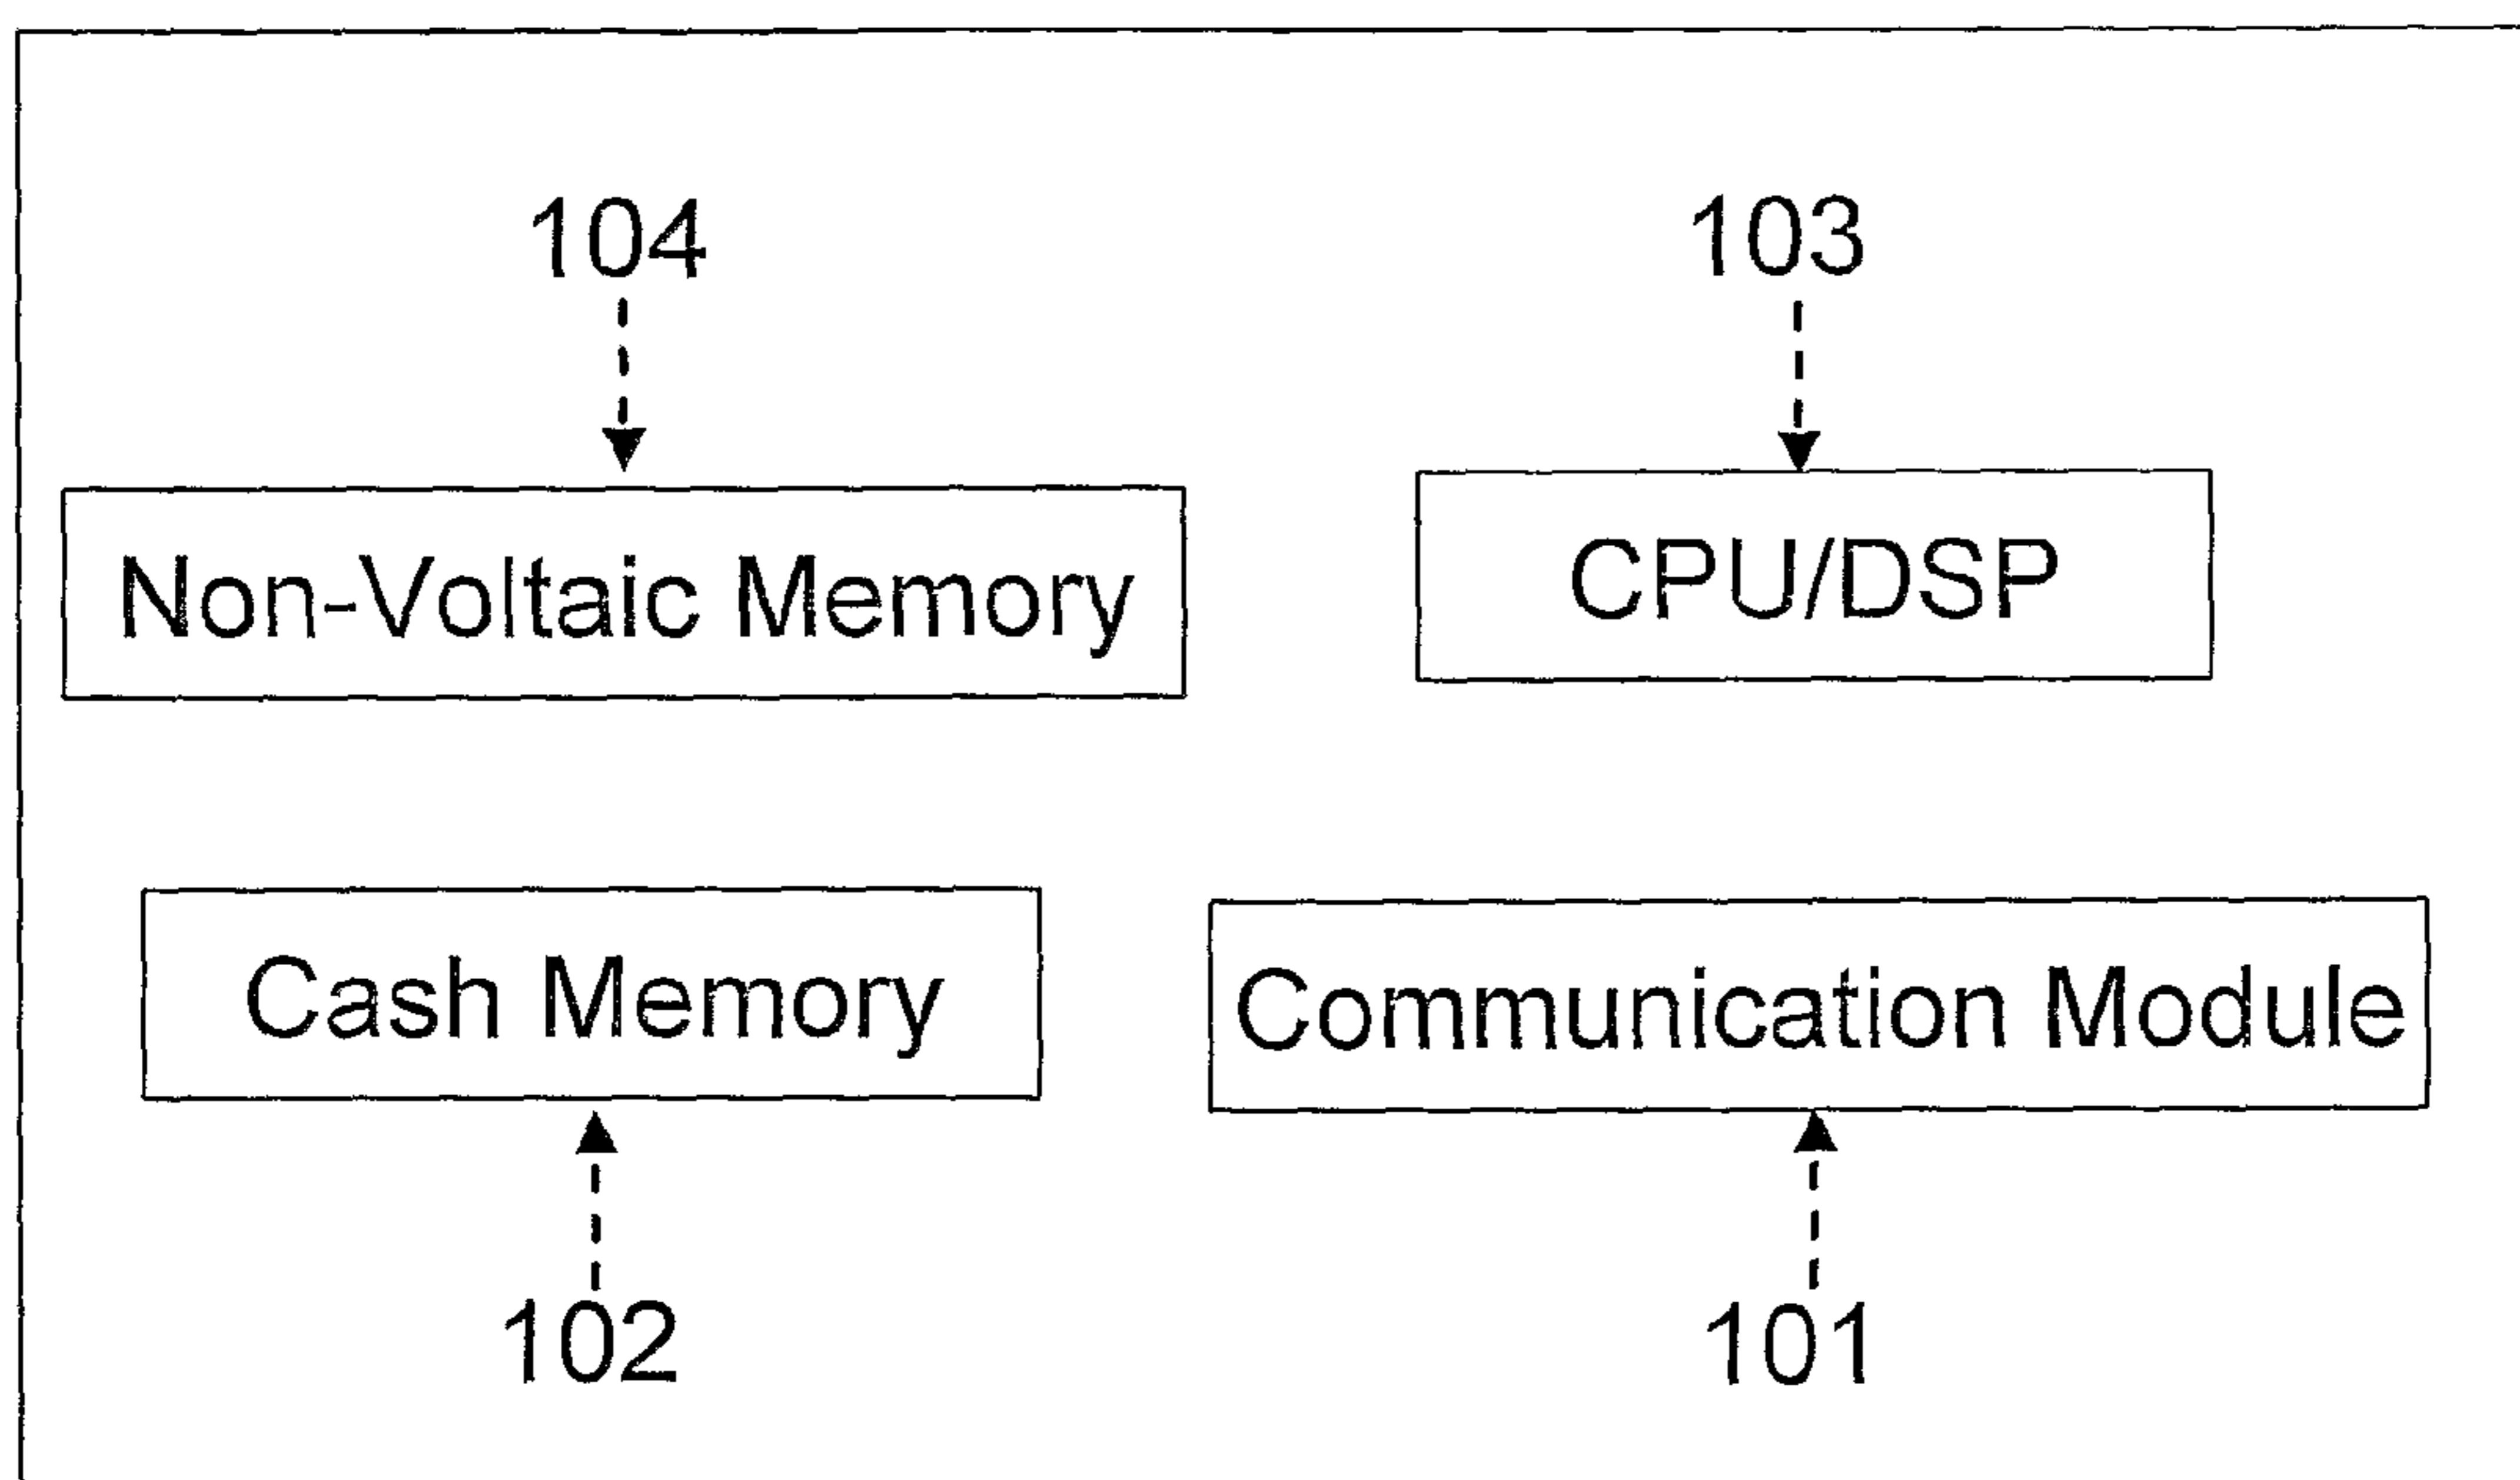 104
103
Non-Voltaic Memory
CPU/DSP
Cash Memory
Communication Module
102
101